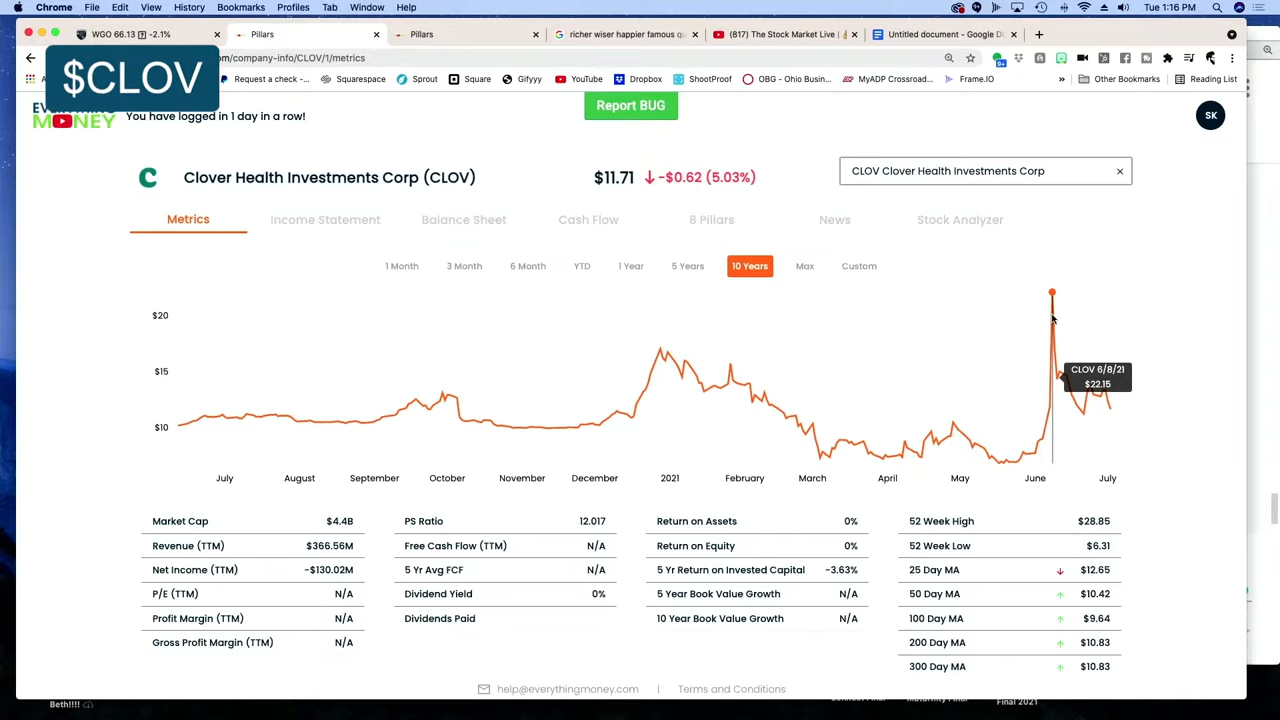 Chrome File Edit View History Bookmarks Profiles Tab Window Help Tue 1:16 PM
WGO 66.13 -2.1% × Pillars × Pillars × richer wiser happier famous qu × (817) The Stock Market Live | × Untitled document - Google D × +
om/company-info/CLOV/1/metrics
Request a check -... Squarespace Sprout Square Gifyyy YouTube Dropbox ShootProof OBG - Ohio Busin... MyADP Crossroad... Frame.IO » Other Bookmarks Reading List
$CLOV
EVERYTHING
MONEY
You have logged in 1 day in a row!
Report BUG
SK
C Clover Health Investments Corp (CLOV) $11.71 ↓ -$0.62 (5.03%) CLOV Clover Health Investments Corp ×
Metrics Income Statement Balance Sheet Cash Flow 8 Pillars News Stock Analyzer
1 Month 3 Month 6 Month YTD 1 Year 5 Years 10 Years Max Custom
$20
$15
$10
CLOV 6/8/21
$22.15
July August September October November December 2021 February March April May June July
Market Cap $4.4B PS Ratio 12.017 Return on Assets 0% 52 Week High $28.85
Revenue (TTM) $366.56M Free Cash Flow (TTM) N/A Return on Equity 0% 52 Week Low $6.31
Net Income (TTM) -$130.02M 5 Yr Avg FCF N/A 5 Yr Return on Invested Capital -3.63% 25 Day MA ↓ $12.65
P/E (TTM) N/A Dividend Yield 0% 5 Year Book Value Growth N/A 50 Day MA ↑ $10.42
Profit Margin (TTM) N/A Dividends Paid 10 Year Book Value Growth N/A 100 Day MA ↑ $9.64
Gross Profit Margin (TTM) N/A 200 Day MA ↑ $10.83
300 Day MA ↑ $10.83
help@everythingmoney.com | Terms and Conditions
Beth!!!!
Final 2021